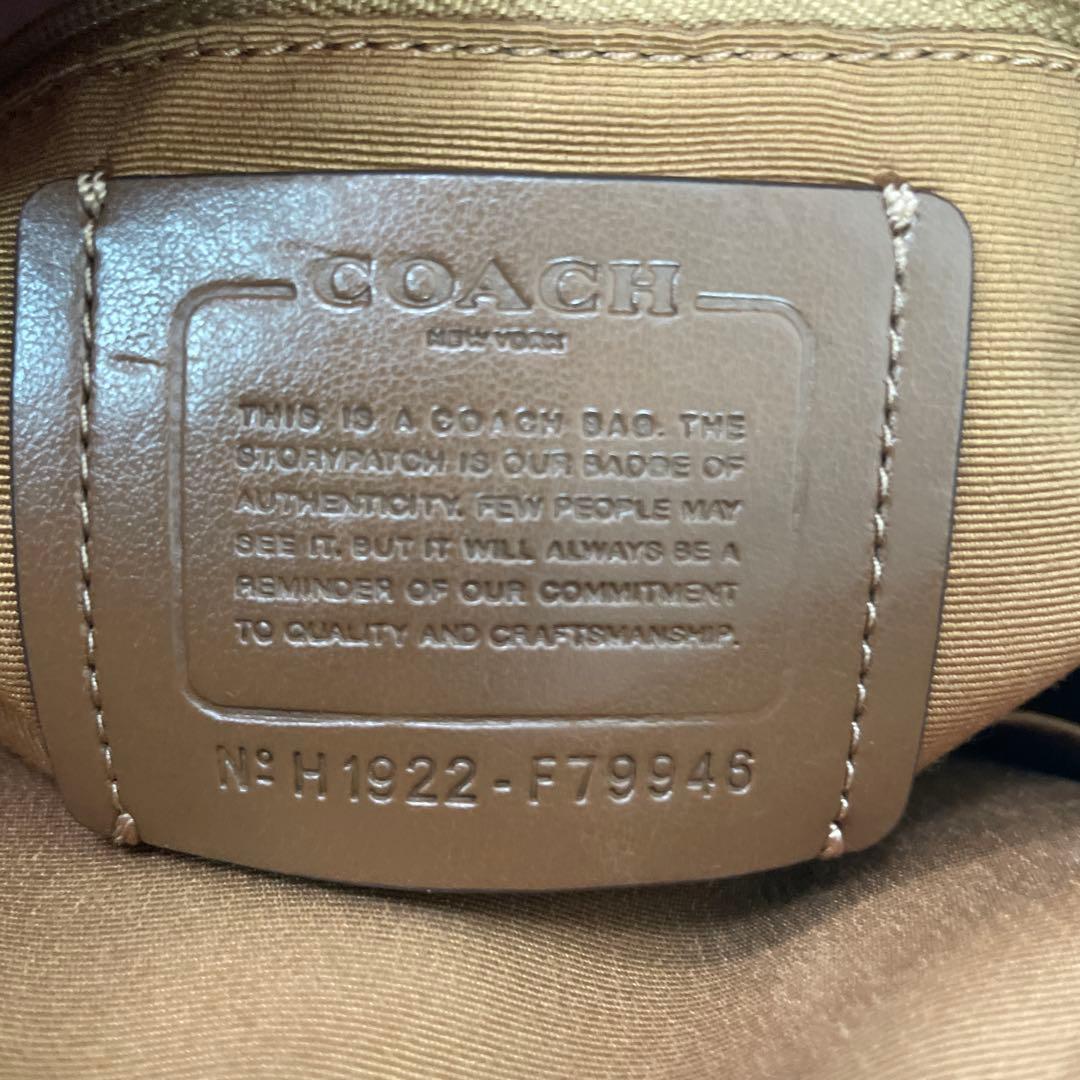 COACH
NEW YORK
THIS IS A COACH BAG. THE
STORYPATCH IS OUR BADGE OF
AUTHENTICITY. FEW PEOPLE MAY
SEE IT. BUT IT WILL ALWAYS BE A
REMINDER OF OUR COMMITMENT
TO QUALITY AND CRAFTSMANSHIP.
Nº H1922-F79946